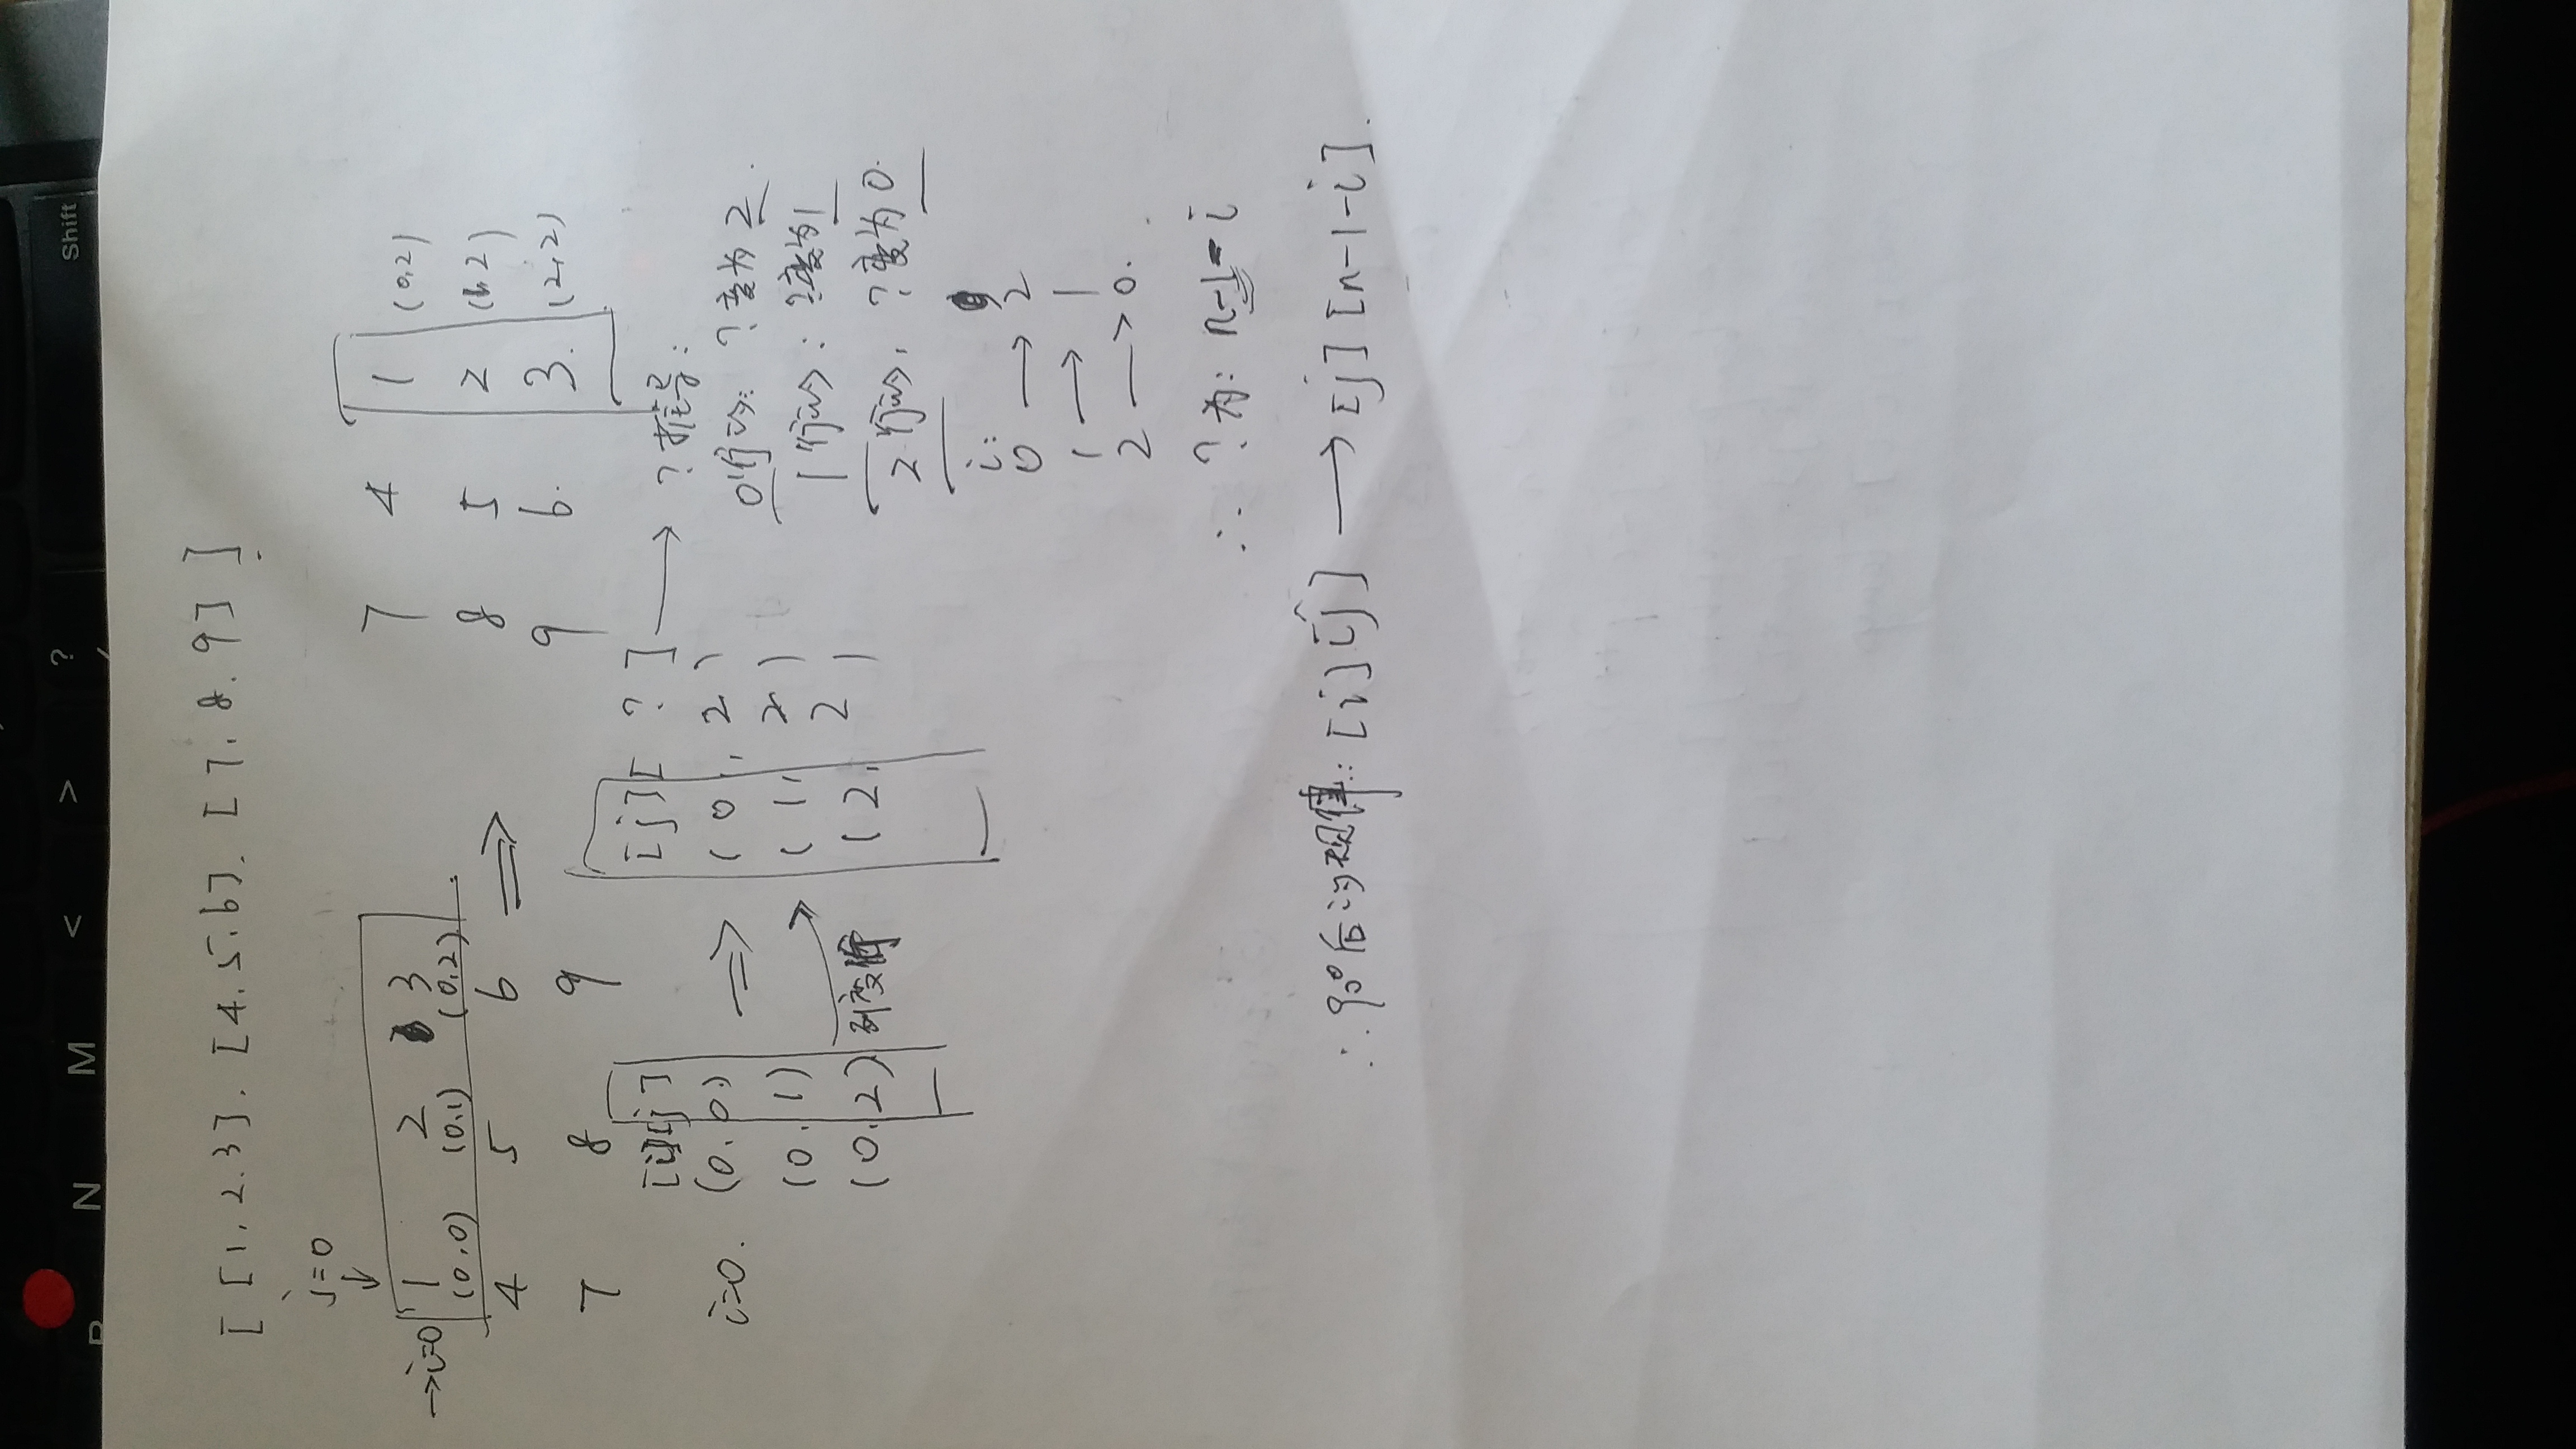 N M < > ? Shift
[ [1, 2, 3], [4, 5, 6], [7, 8, 9] ]
j=0
↓
→i=0 1 2 3
(0,0) (0,1) (0,2)
4 5 6 ⇒
7 8 9
7 4 1 (0,2)
8 5 2 (1,2)
9 6. 3. (2,2)
[i][j] [j][ ? ] → ?推导:
i=0. (0,0) ⇒ (0, 2)
(0,1) (1, 2)
(0,2) 列变行 (2, 2)
0行的: ?变为2.
1行的: ?变为1
2行的, ?变为0.
i:
0 → 2
1 → 1
2 → 0.
∴ ?为: n-1-i
∴ 90°后的规律: [i][j] → [j][n-1-i].